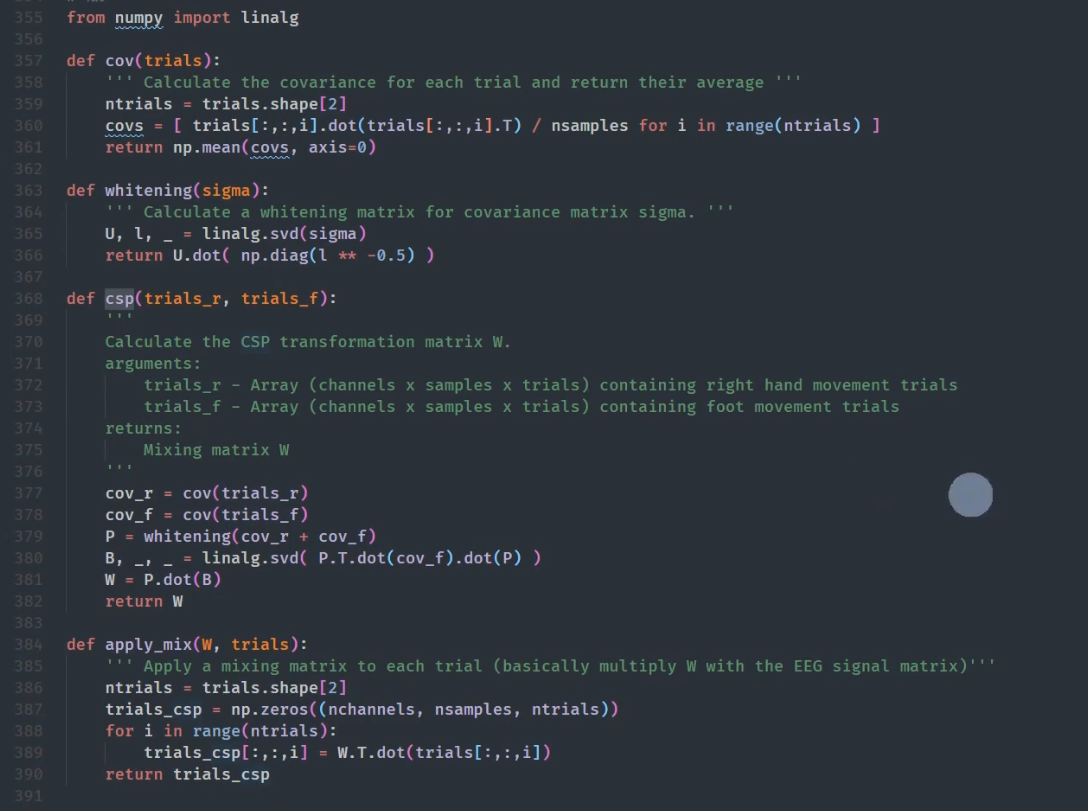 355 from numpy import linalg
356
357 def cov(trials):
358     ''' Calculate the covariance for each trial and return their average '''
359     ntrials = trials.shape[2]
360     covs = [ trials[:,:,i].dot(trials[:,:,i].T) / nsamples for i in range(ntrials) ]
361     return np.mean(covs, axis=0)
362
363 def whitening(sigma):
364     ''' Calculate a whitening matrix for covariance matrix sigma. '''
365     U, l, _ = linalg.svd(sigma)
366     return U.dot( np.diag(l ** -0.5) )
367
368 def csp(trials_r, trials_f):
369     '''
370     Calculate the CSP transformation matrix W.
371     arguments:
372         trials_r - Array (channels x samples x trials) containing right hand movement trials
373         trials_f - Array (channels x samples x trials) containing foot movement trials
374     returns:
375         Mixing matrix W
376     '''
377     cov_r = cov(trials_r)
378     cov_f = cov(trials_f)
379     P = whitening(cov_r + cov_f)
380     B, _, _ = linalg.svd( P.T.dot(cov_f).dot(P) )
381     W = P.dot(B)
382     return W
383
384 def apply_mix(W, trials):
385     ''' Apply a mixing matrix to each trial (basically multiply W with the EEG signal matrix)'''
386     ntrials = trials.shape[2]
387     trials_csp = np.zeros((nchannels, nsamples, ntrials))
388     for i in range(ntrials):
389         trials_csp[:,:,i] = W.T.dot(trials[:,:,i])
390     return trials_csp
391